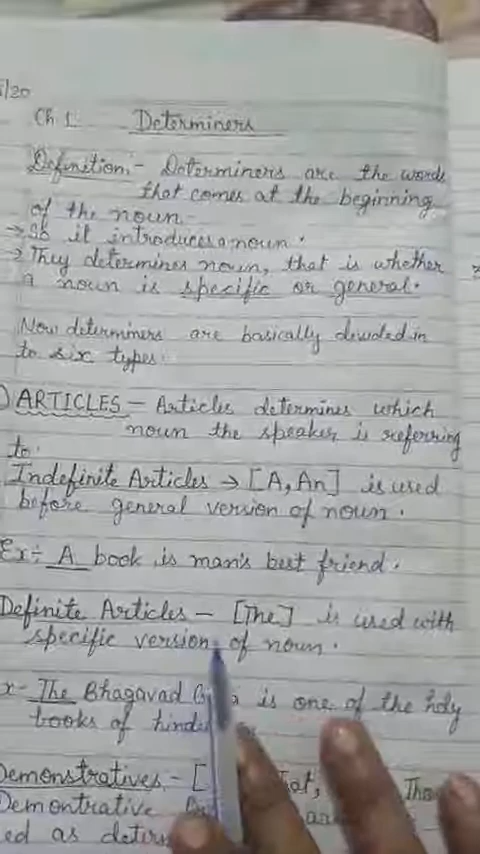 /20
Ch 1. Determiners
Definition:- Determiners are the words
that comes at the beginning
of the noun.
→ So it introduces a noun.
→ They determines noun, that is whether
a noun is specific or general.
Now determiners are basically devided in
to six types.
ARTICLES - Articles determines which
noun the speaker is referring
to.
Indefinite Articles → [A, An] is used
before general version of noun.
Ex:- A book is man's best friend.
Definite Articles - [The] is used with
specific version of noun.
x- The Bhagavad is one of the holy
books of
Demonstratives - [
Demontrative
ed as